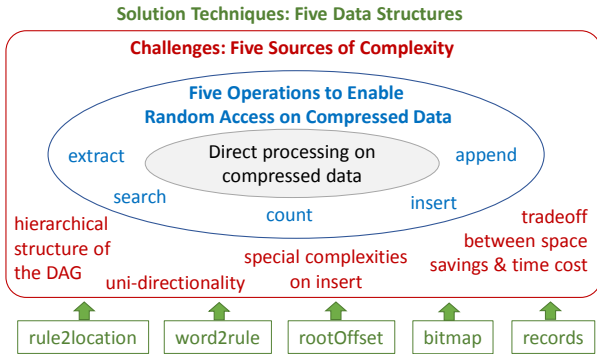 Solution Techniques: Five Data Structures
Challenges: Five Sources of Complexity
Five Operations to Enable
Random Access on Compressed Data
Direct processing on
compressed data
extract
search
count
insert
append
hierarchical
structure of
the DAG
uni-directionality
special complexities
on insert
tradeoff
between space
savings & time cost
rule2location
word2rule
rootOffset
bitmap
records